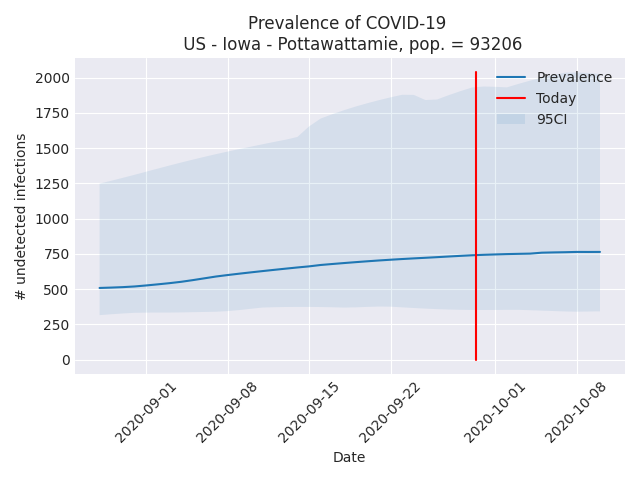 Prevalence of COVID-19
US - Iowa - Pottawattamie, pop. = 93206
Prevalence
Today
95CI
# undetected infections
2000
1750
1500
1250
1000
750
500
250
0
2020-09-01
2020-09-08
2020-09-15
2020-09-22
2020-10-01
2020-10-08
Date